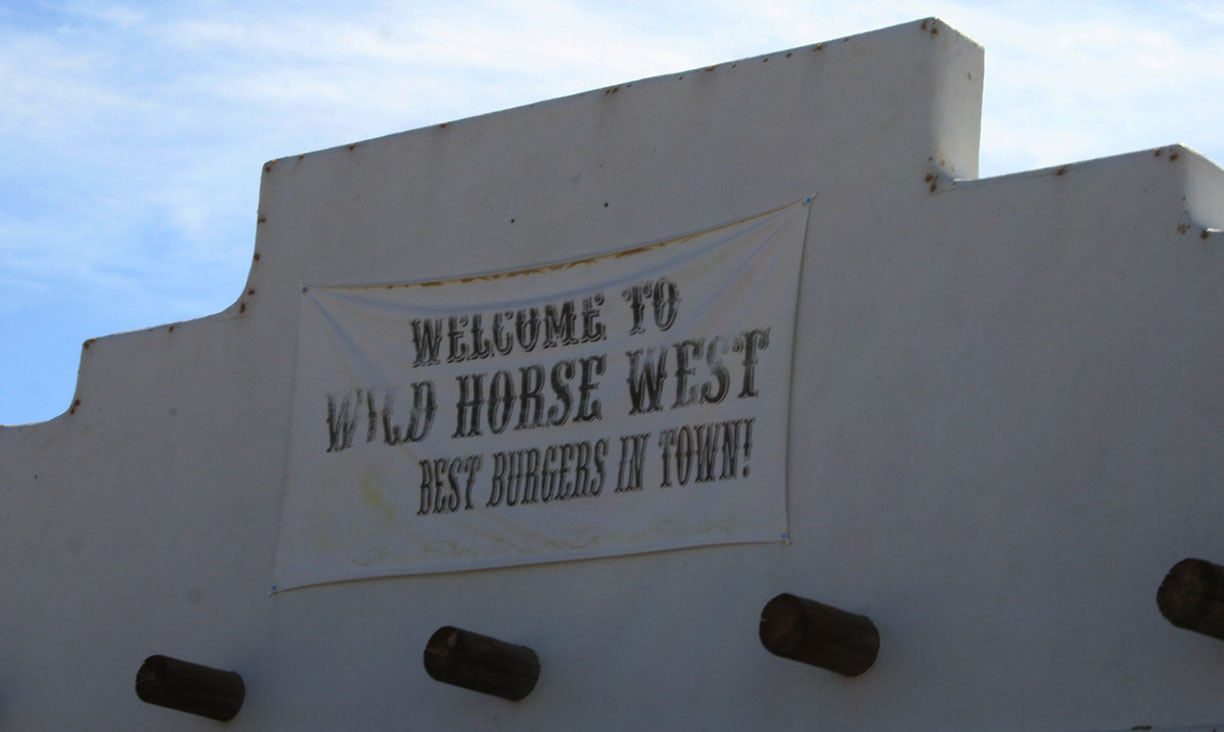 WELCOME TO
WILD HORSE WEST
BEST BURGERS IN TOWN!